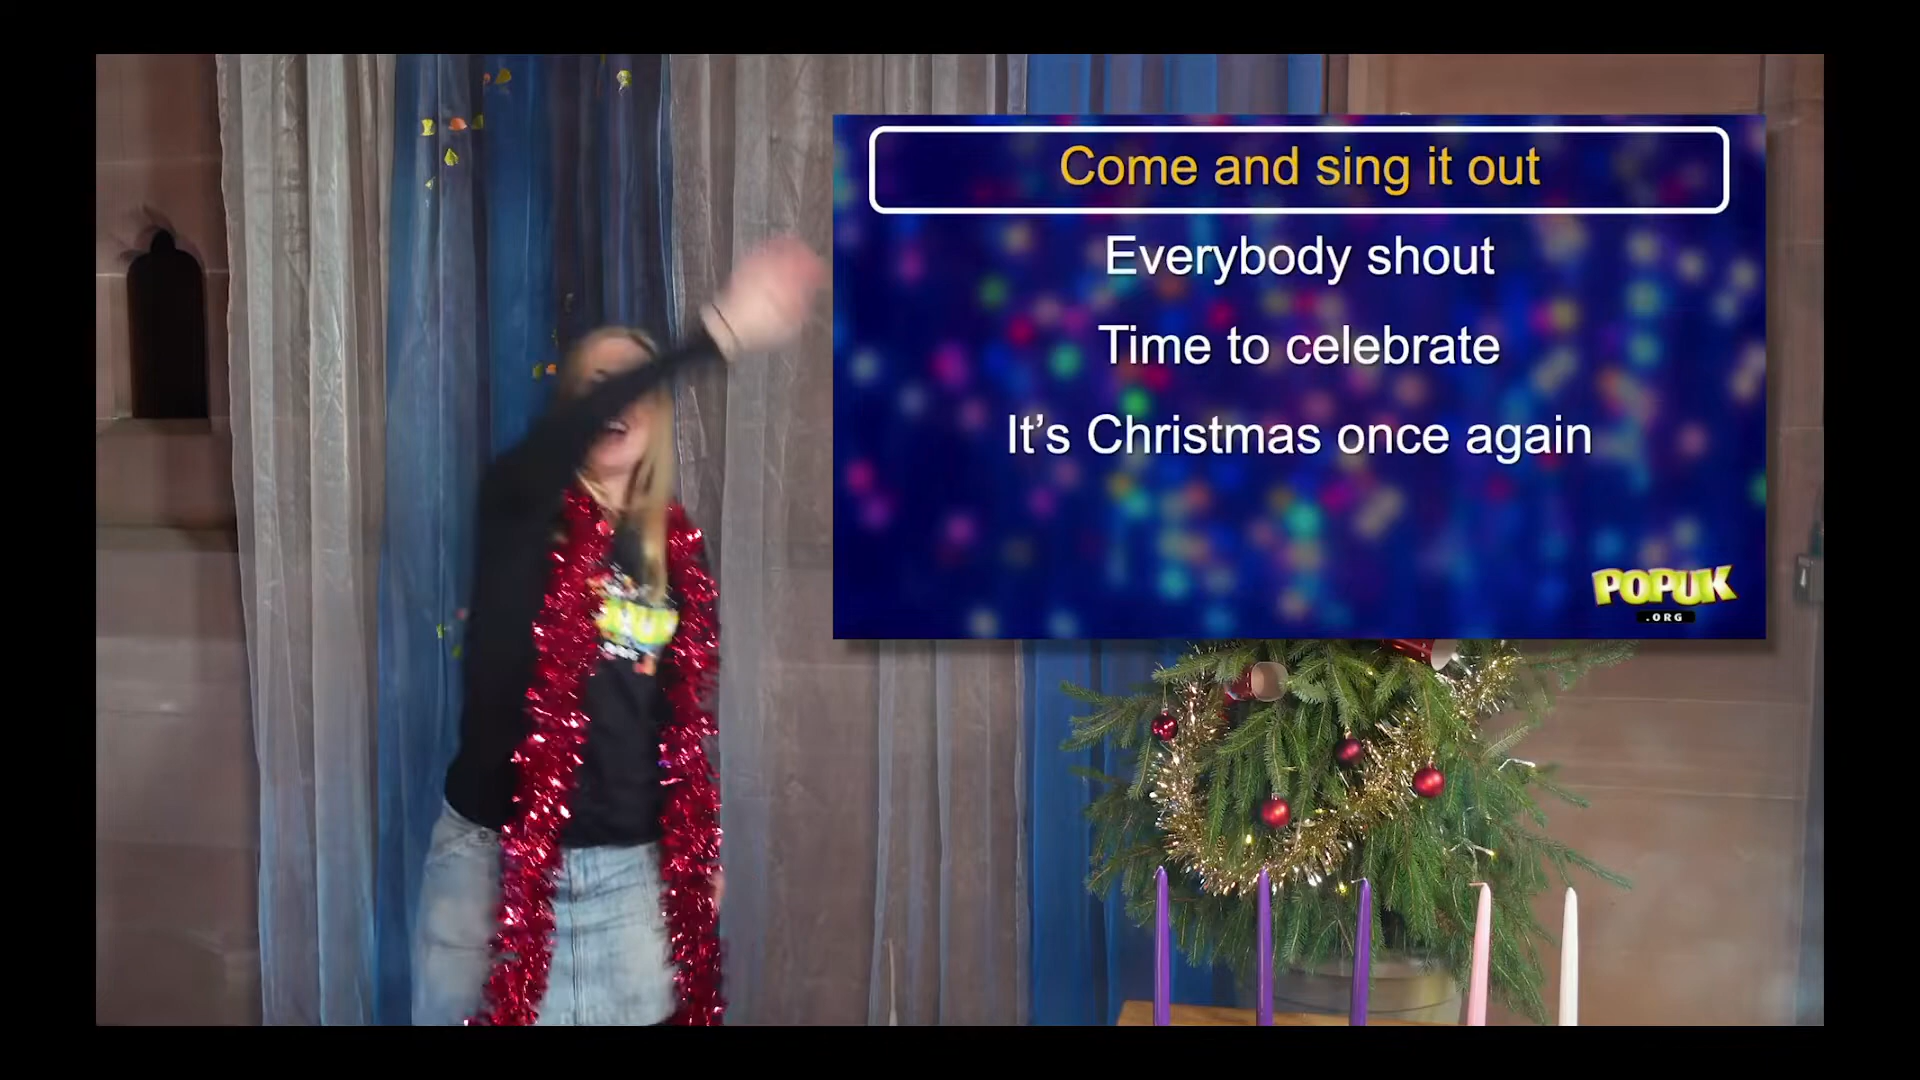 Come and sing it out
Everybody shout
Time to celebrate
It's Christmas once again
POPUK
.ORG